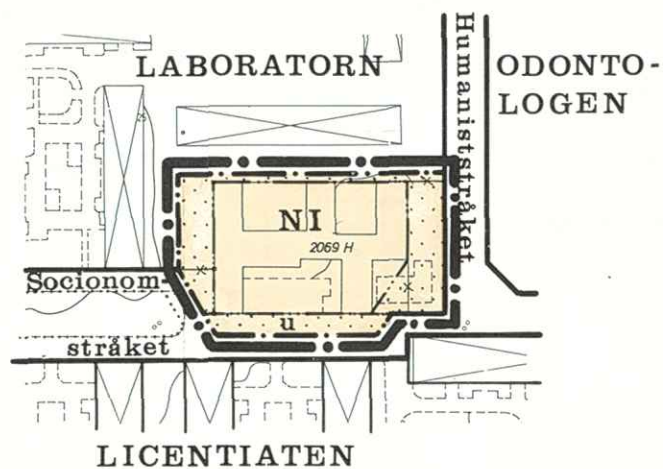 LABORATORN
ODONTO-
LOGEN
Humaniststråket
NI
2069 H
Socionom-
stråket
u
LICENTIATEN